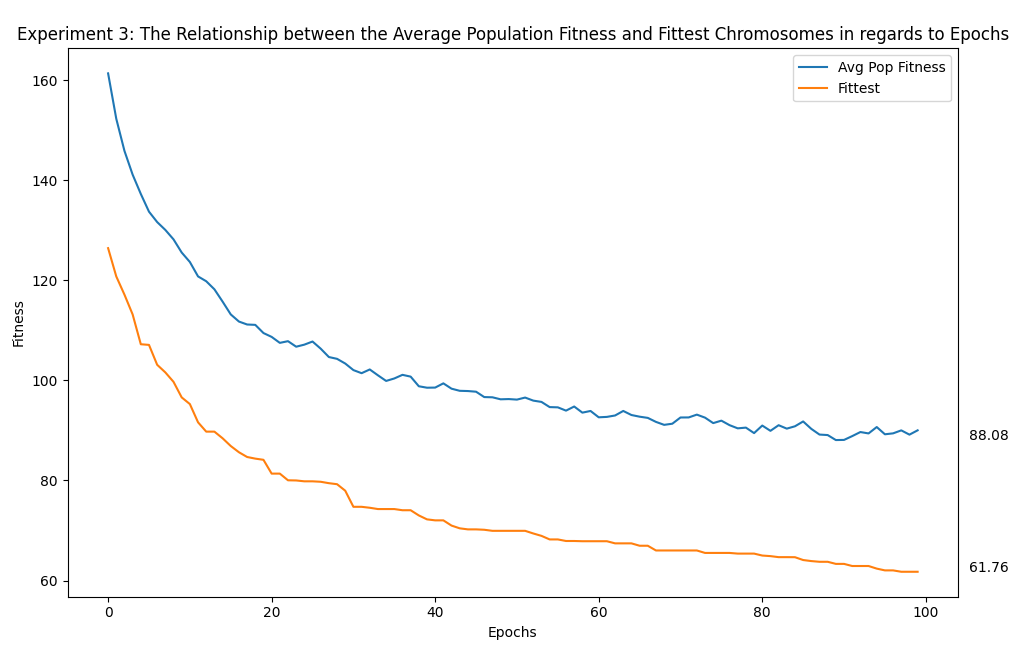 Experiment 3: The Relationship between the Average Population Fitness and Fittest Chromosomes in regards to Epochs
Avg Pop Fitness
Fittest
160
140
120
100
80
60
Fitness
88.08
61.76
0 20 40 60 80 100
Epochs